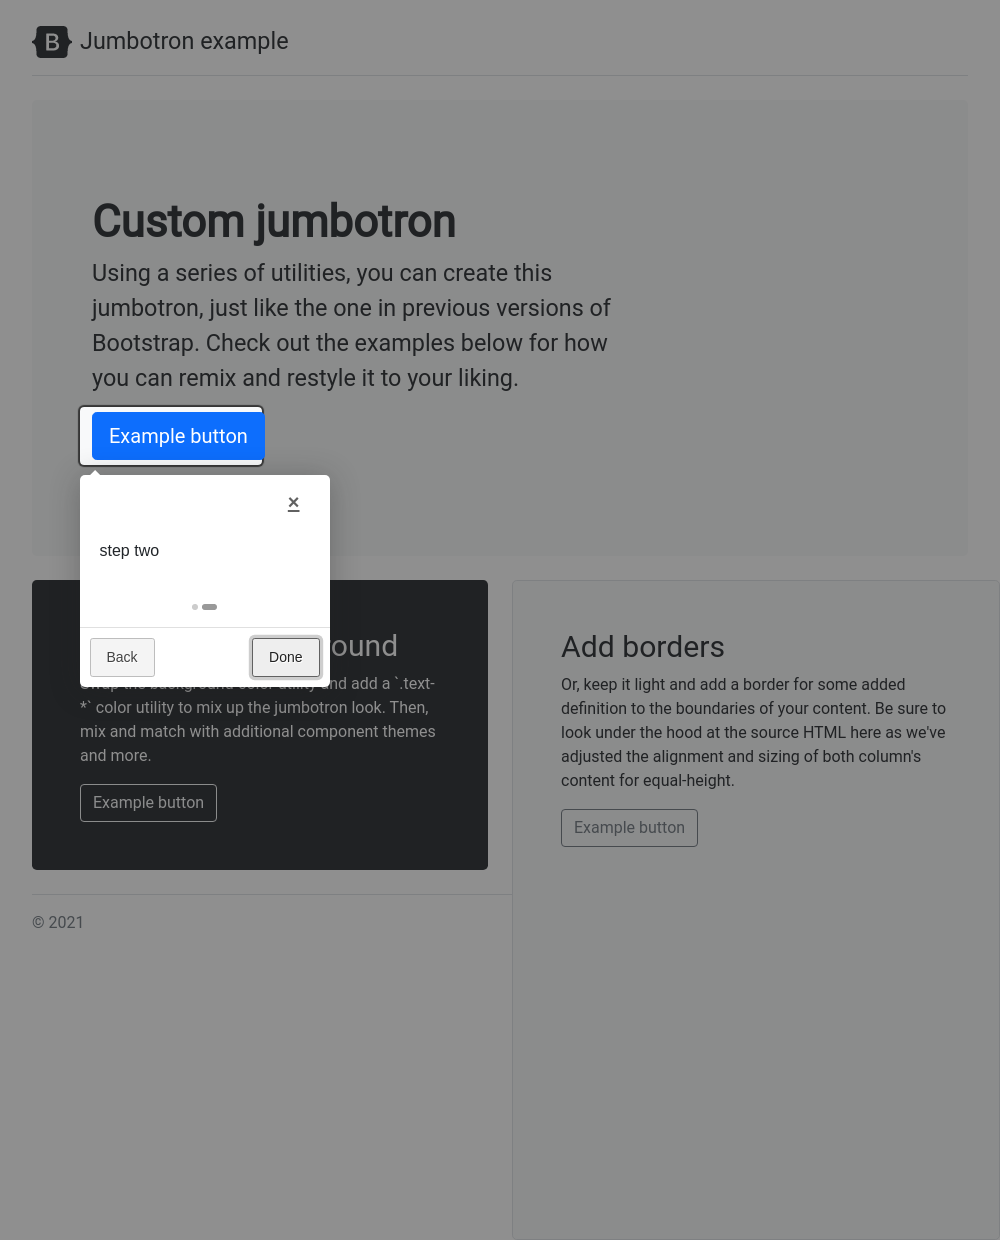 B
Jumbotron example
Custom jumbotron
Using a series of utilities, you can create this
jumbotron, just like the one in previous versions of
Bootstrap. Check out the examples below for how
you can remix and restyle it to your liking.
Example button
×
step two
Back
Done
and add a `.text-
*` color utility to mix up the jumbotron look. Then,
mix and match with additional component themes
and more.
Example button
Add borders
Or, keep it light and add a border for some added
definition to the boundaries of your content. Be sure to
look under the hood at the source HTML here as we've
adjusted the alignment and sizing of both column's
content for equal-height.
Example button
© 2021